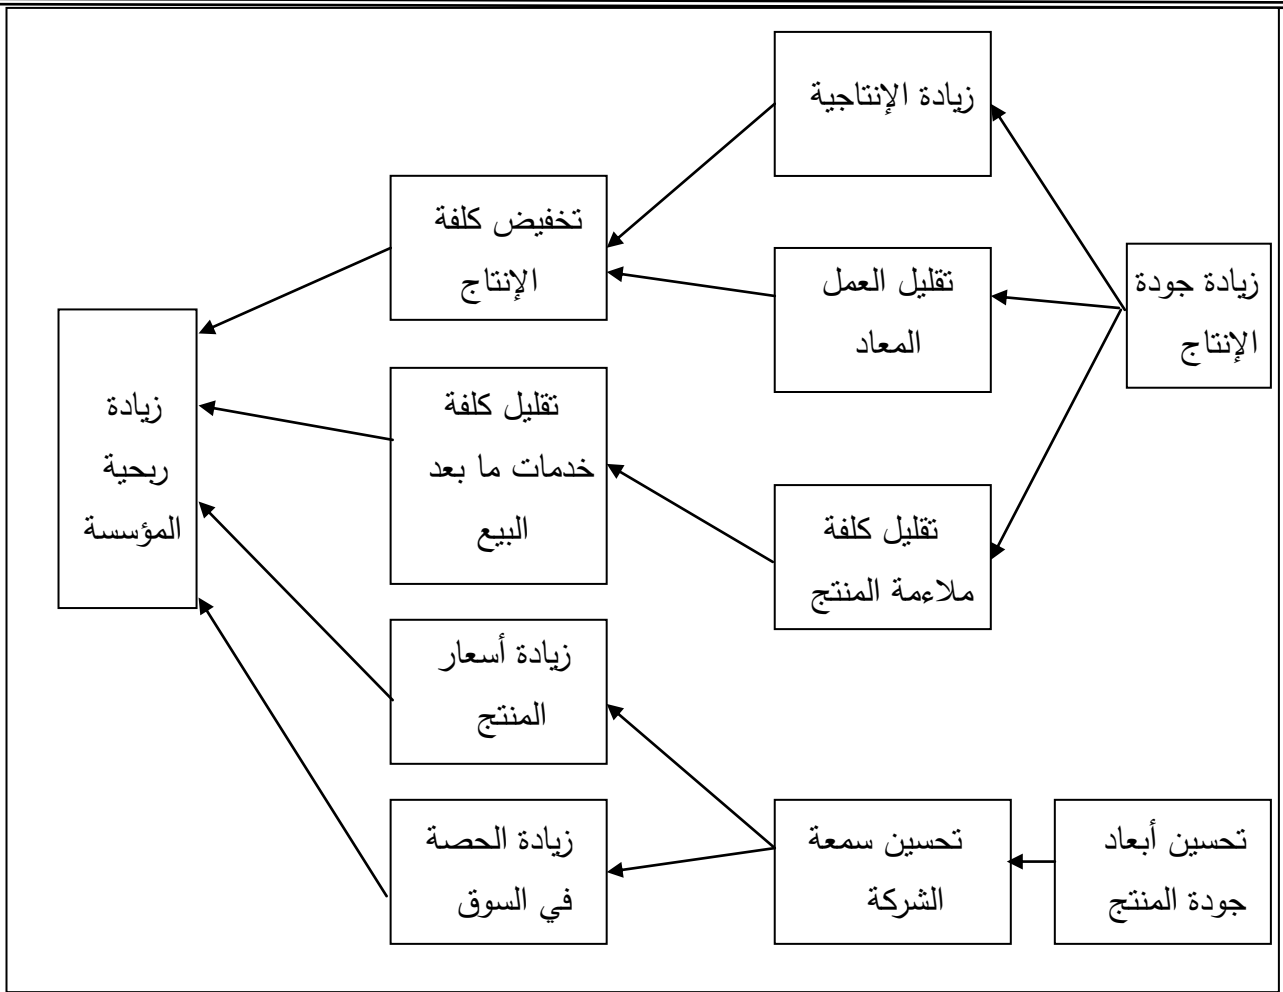 زيادة الإنتاجية
تخفيض كلفة
الإنتاج
تقليل العمل
المعاد
زيادة جودة
الإنتاج
زيادة
ربحية
المؤسسة
تقليل كلفة
خدمات ما بعد
البيع
تقليل كلفة
ملاءمة المنتج
زيادة أسعار
المنتج
زيادة الحصة
في السوق
تحسين سمعة
الشركة
تحسين أبعاد
جودة المنتج